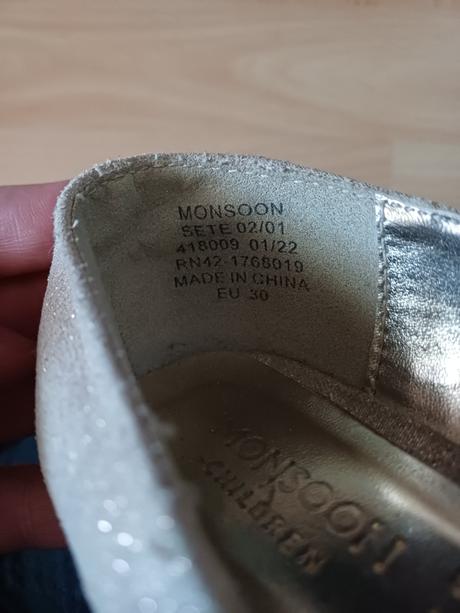 MONSOON
SETE 02/01
418009 01/22
RN42-1768019
MADE IN CHINA
EU 30
MONSOON
CHILDREN